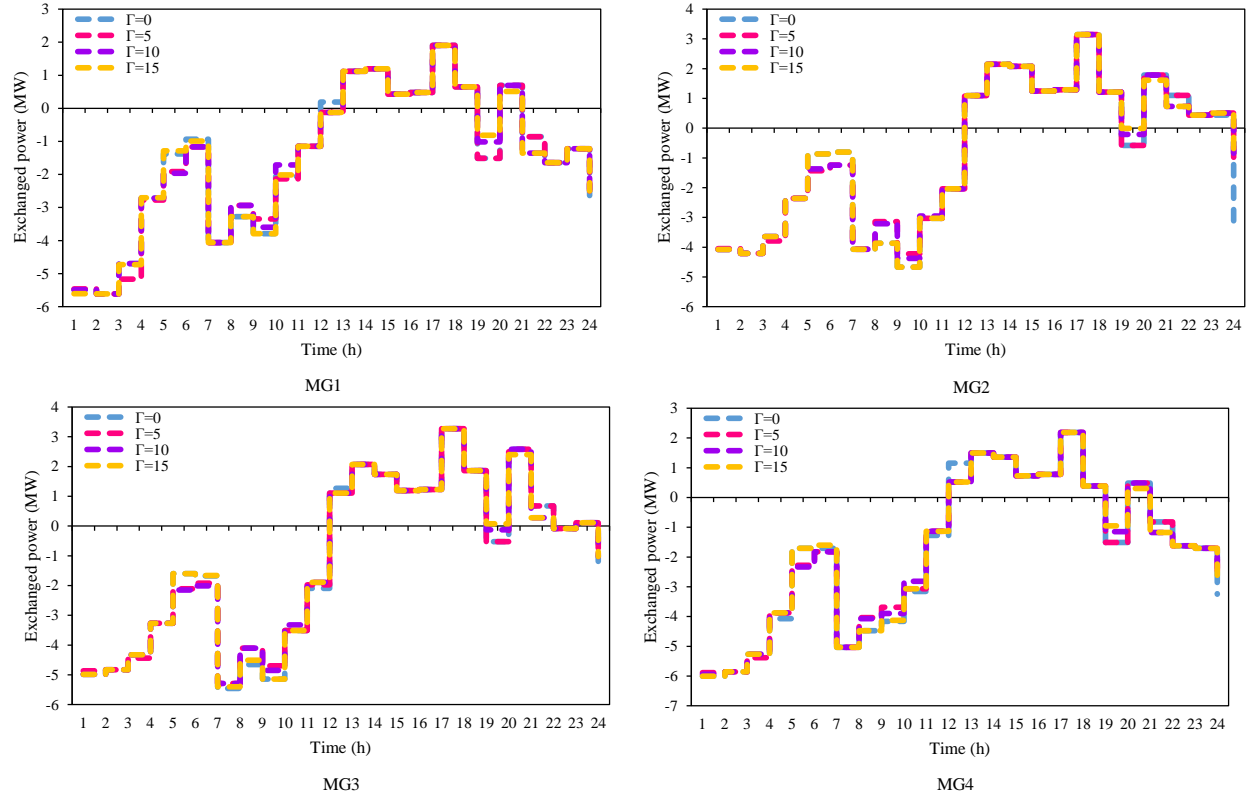 3
2
1
0
-1
-2
-3
-4
-5
-6
Exchanged power (MW)
Γ=0
Γ=5
Γ=10
Γ=15
1 2 3 4 5 6 7 8 9 10 11 12 13 14 15 16 17 18 19 20 21 22 23 24
Time (h)
MG1
4
3
2
1
0
-1
-2
-3
-4
-5
-6
Exchanged power (MW)
Γ=0
Γ=5
Γ=10
Γ=15
1 2 3 4 5 6 7 8 9 10 11 12 13 14 15 16 17 18 19 20 21 22 23 24
Time (h)
MG2
4
3
2
1
0
-1
-2
-3
-4
-5
-6
Exchanged power (MW)
Γ=0
Γ=5
Γ=10
Γ=15
1 2 3 4 5 6 7 8 9 10 11 12 13 14 15 16 17 18 19 20 21 22 23 24
Time (h)
MG3
3
2
1
0
-1
-2
-3
-4
-5
-6
-7
Exchanged power (MW)
Γ=0
Γ=5
Γ=10
Γ=15
1 2 3 4 5 6 7 8 9 10 11 12 13 14 15 16 17 18 19 20 21 22 23 24
Time (h)
MG4